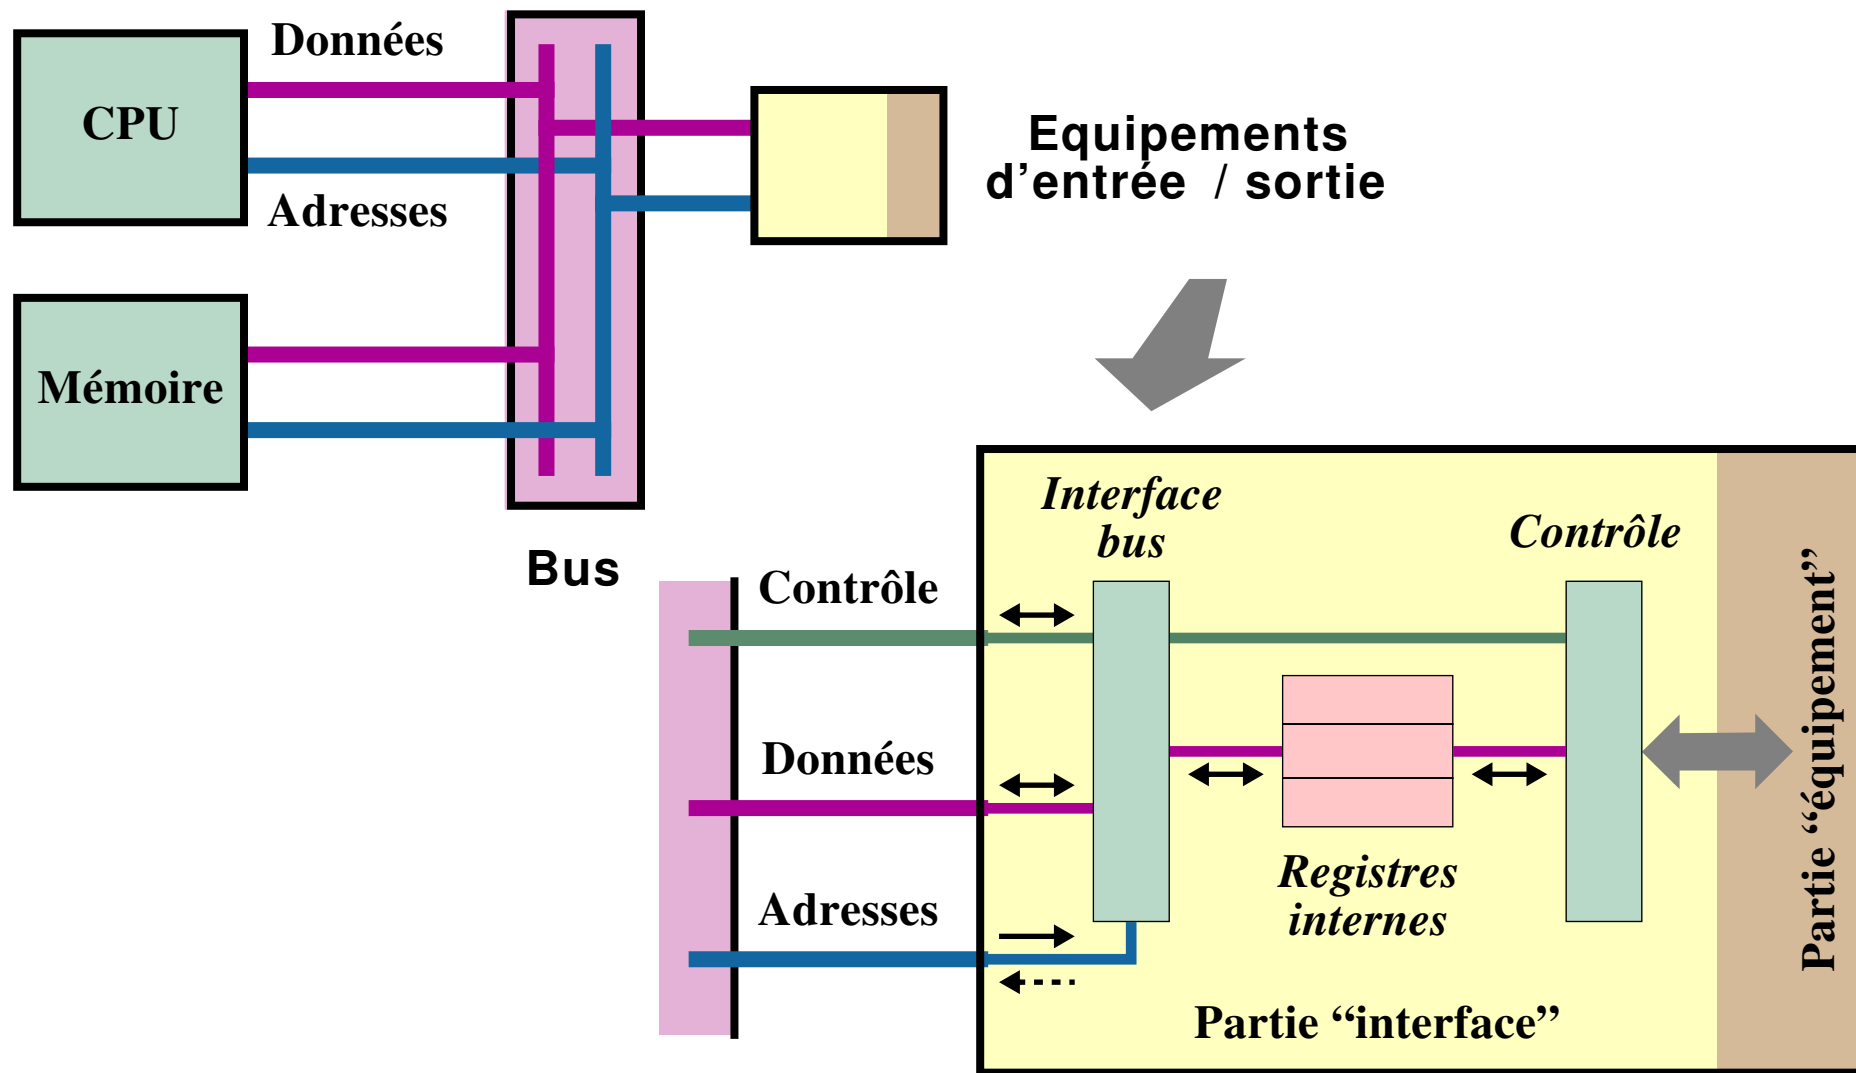 Données
CPU
Adresses
Mémoire
Bus
Equipements
d’entrée / sortie
Interface
bus
Contrôle
Contrôle
Données
Adresses
Registres
internes
Partie “interface”
Partie “équipement”